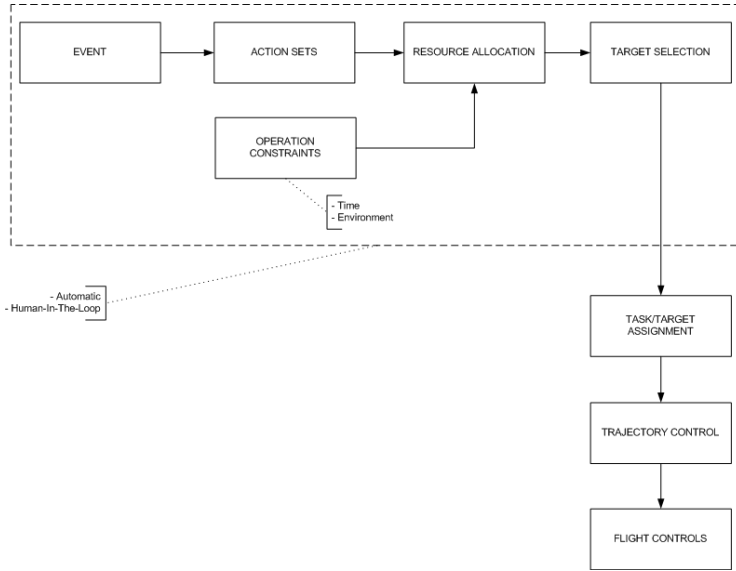 EVENT
ACTION SETS
RESOURCE ALLOCATION
TARGET SELECTION
OPERATION
CONSTRAINTS
- Time
- Environment
- Automatic
- Human-In-The-Loop
TASK/TARGET
ASSIGNMENT
TRAJECTORY CONTROL
FLIGHT CONTROLS